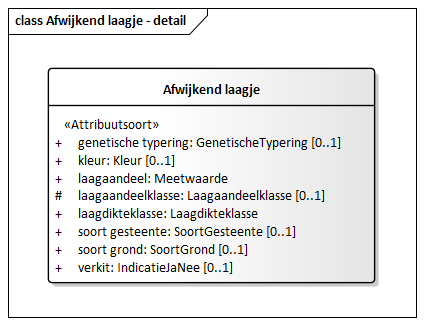 class Afwijkend laagje - detail
Afwijkend laagje
«Attribuutsoort»
+ genetische typering: GenetischeTypering [0..1]
+ kleur: Kleur [0..1]
+ laagaandeel: Meetwaarde
# laagaandeelklasse: Laagaandeelklasse [0..1]
+ laagdikteklasse: Laagdikteklasse
+ soort gesteente: SoortGesteente [0..1]
+ soort grond: SoortGrond [0..1]
+ verkit: IndicatieJaNee [0..1]